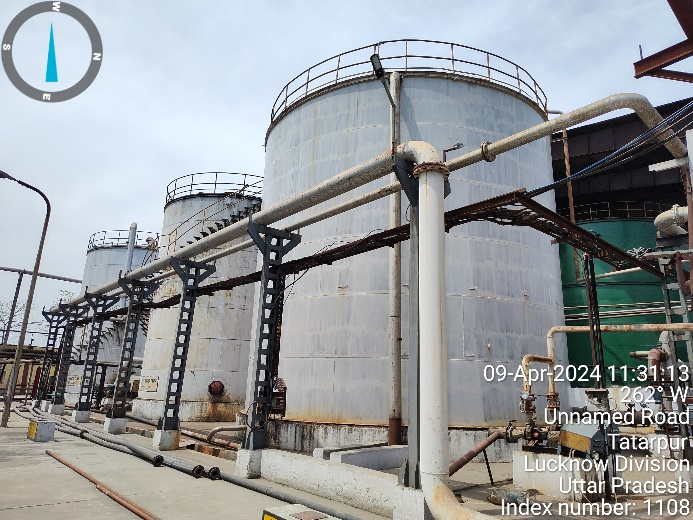 W
N
S
E
09-Apr-2024 11:31:13
262° W
Unnamed Road
Tatarpur
Lucknow Division
Uttar Pradesh
Index number: 1108